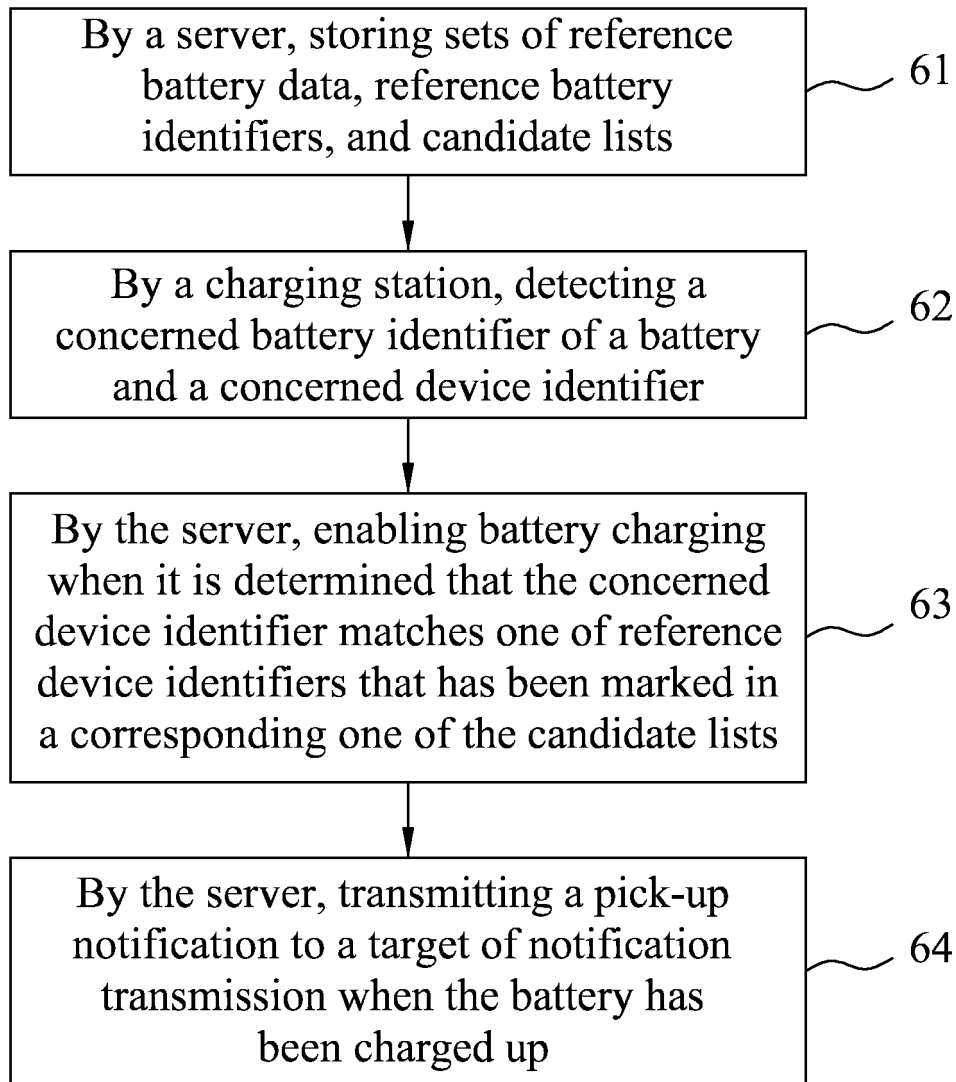 By a server, storing sets of reference
battery data, reference battery
identifiers, and candidate lists
61
By a charging station, detecting a
concerned battery identifier of a battery
and a concerned device identifier
62
By the server, enabling battery charging
when it is determined that the concerned
device identifier matches one of reference
device identifiers that has been marked in
a corresponding one of the candidate lists
63
By the server, transmitting a pick-up
notification to a target of notification
transmission when the battery has
been charged up
64